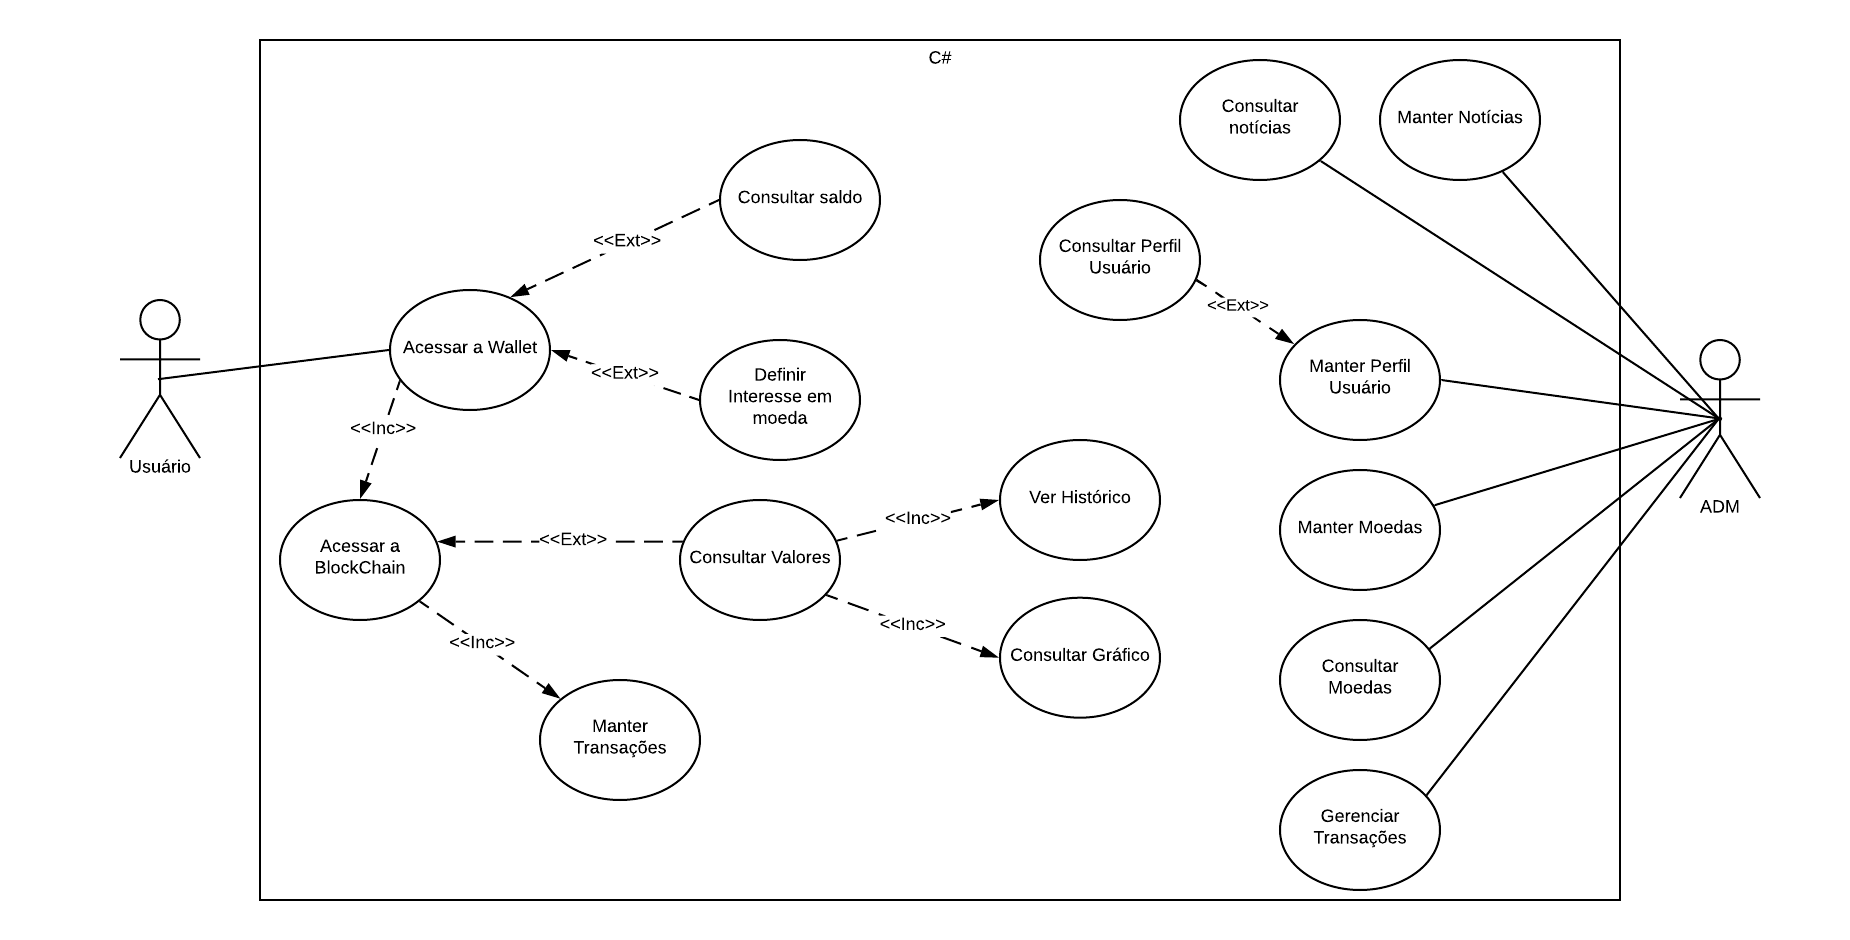 C#
Consultar
notícias
Manter Notícias
Consultar saldo
<<Ext>>
Consultar Perfil
Usuário
<<Ext>>
Acessar a Wallet
<<Ext>>
Definir
Interesse em
moeda
Manter Perfil
Usuário
<<Inc>>
Usuário
Ver Histórico
<<Inc>>
Manter Moedas
ADM
Acessar a
BlockChain
<<Ext>>
Consultar Valores
<<Inc>>
Consultar Gráfico
<<Inc>>
Consultar
Moedas
Manter
Transações
Gerenciar
Transações